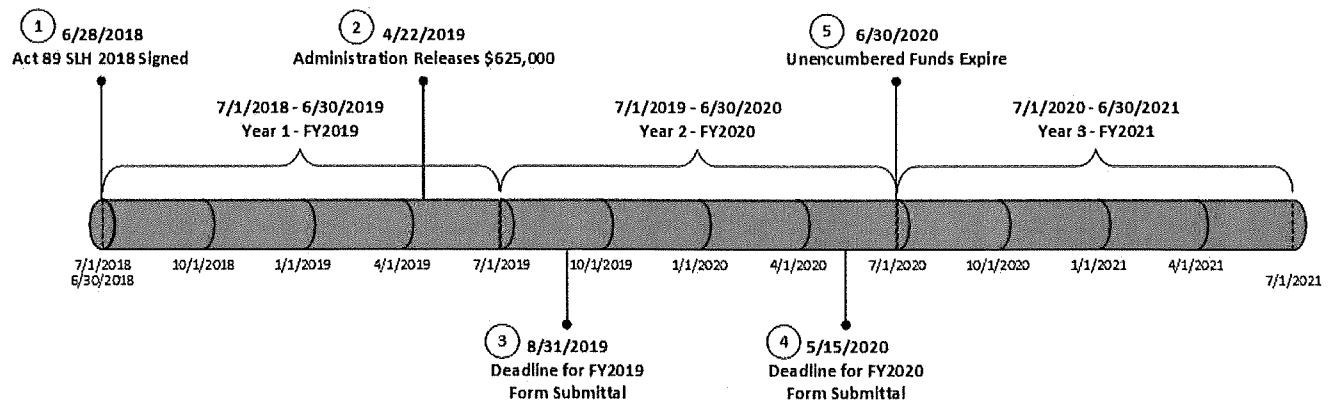 1
6/28/2018
Act 89 SLH 2018 Signed
2
4/22/2019
Administration Releases $625,000
5
6/30/2020
Unencumbered Funds Expire
7/1/2018 - 6/30/2019
Year 1 - FY2019
7/1/2019 - 6/30/2020
Year 2 - FY2020
7/1/2020 - 6/30/2021
Year 3 - FY2021
7/1/2018
6/30/2018
10/1/2018
1/1/2019
4/1/2019
7/1/2019
10/1/2019
1/1/2020
4/1/2020
7/1/2020
10/1/2020
1/1/2021
4/1/2021
7/1/2021
3
8/31/2019
Deadline for FY2019
Form Submittal
4
5/15/2020
Deadline for FY2020
Form Submittal